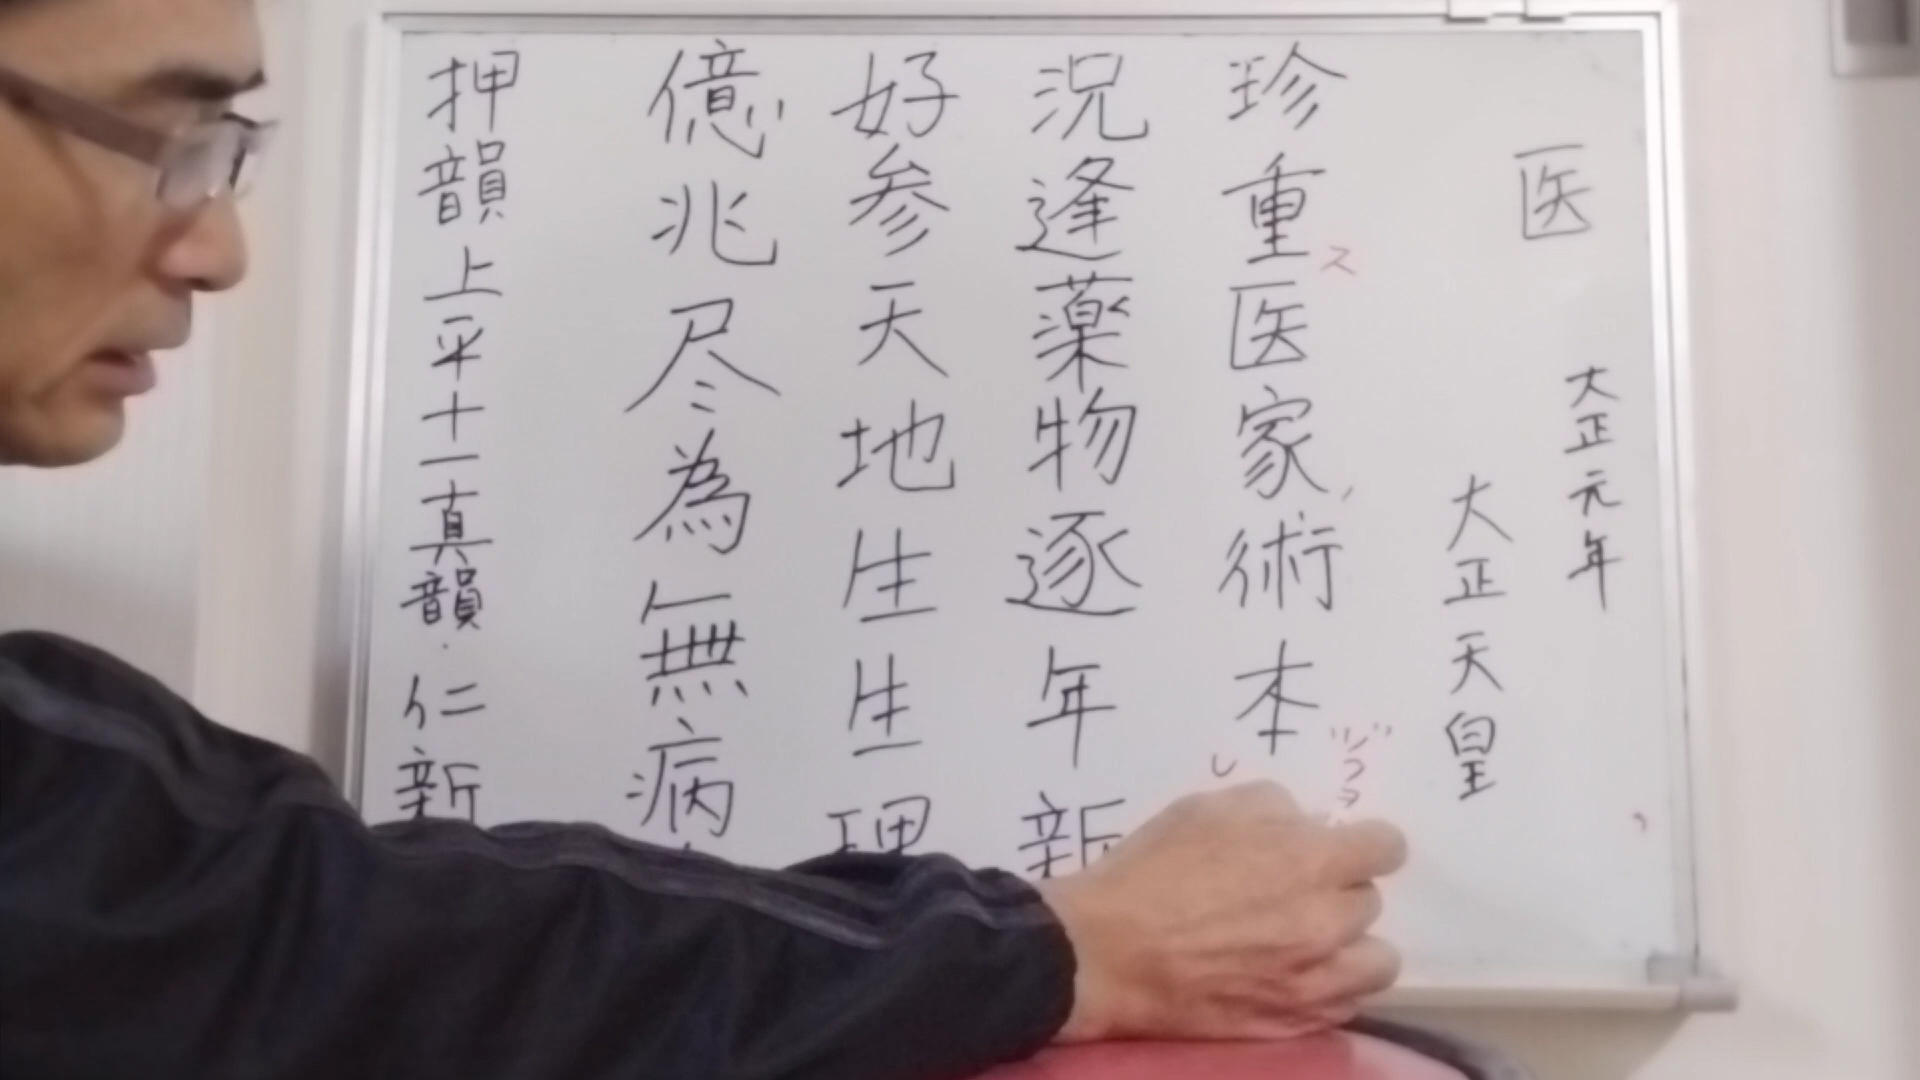 医
大正元年
大正天皇
珍重ス医家術本
況逢薬物逐年新
好参天地生生理
億兆尽為無病
押韻上平十一真韻・仁新